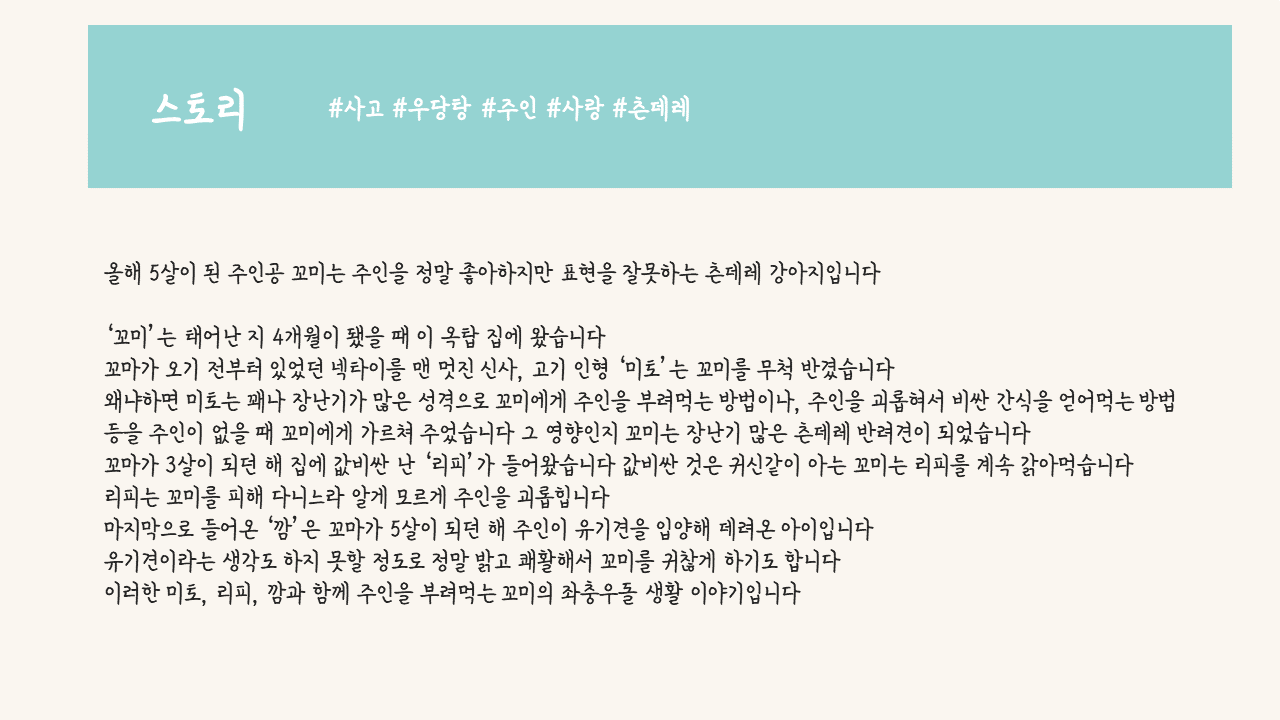 스토리
#사고 #우당탕 #주인 #사랑 #츤데레
올해 5살이 된 주인공 꼬미는 주인을 정말 좋아하지만 표현을 잘못하는 츤데레 강아지입니다
‘꼬미’는 태어난 지 4개월이 됐을 때 이 옥탑 집에 왔습니다
꼬마가 오기 전부터 있었던 넥타이를 맨 멋진 신사, 고기 인형 ‘미토’는 꼬미를 무척 반겼습니다
왜냐하면 미토는 꽤나 장난기가 많은 성격으로 꼬미에게 주인을 부려먹는 방법이나, 주인을 괴롭혀서 비싼 간식을 얻어먹는 방법
등을 주인이 없을 때 꼬미에게 가르쳐 주었습니다 그 영향인지 꼬미는 장난기 많은 츤데레 반려견이 되었습니다
꼬마가 3살이 되던 해 집에 값비싼 난 ‘리피’가 들어왔습니다 값비싼 것은 귀신같이 아는 꼬미는 리피를 계속 갉아먹습니다
리피는 꼬미를 피해 다니느라 알게 모르게 주인을 괴롭힙니다
마지막으로 들어온 ‘깜’은 꼬마가 5살이 되던 해 주인이 유기견을 입양해 데려온 아이입니다
유기견이라는 생각도 하지 못할 정도로 정말 밝고 쾌활해서 꼬미를 귀찮게 하기도 합니다
이러한 미토, 리피, 깜과 함께 주인을 부려먹는 꼬미의 좌충우돌 생활 이야기입니다